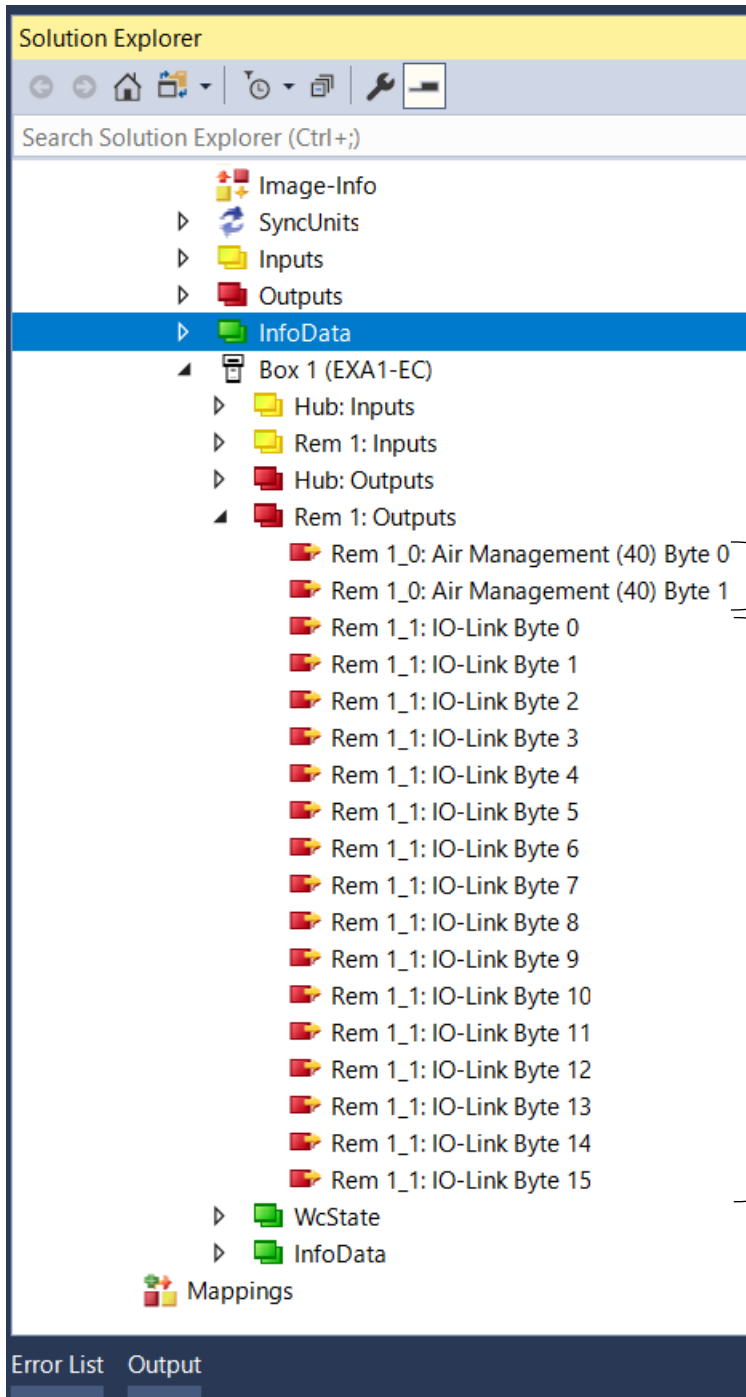 Solution Explorer
Search Solution Explorer (Ctrl+;)
Image-Info
SyncUnits
Inputs
Outputs
InfoData
Box 1 (EXA1-EC)
Hub: Inputs
Rem 1: Inputs
Hub: Outputs
Rem 1: Outputs
Rem 1_0: Air Management (40) Byte 0
Rem 1_0: Air Management (40) Byte 1
Rem 1_1: IO-Link Byte 0
Rem 1_1: IO-Link Byte 1
Rem 1_1: IO-Link Byte 2
Rem 1_1: IO-Link Byte 3
Rem 1_1: IO-Link Byte 4
Rem 1_1: IO-Link Byte 5
Rem 1_1: IO-Link Byte 6
Rem 1_1: IO-Link Byte 7
Rem 1_1: IO-Link Byte 8
Rem 1_1: IO-Link Byte 9
Rem 1_1: IO-Link Byte 10
Rem 1_1: IO-Link Byte 11
Rem 1_1: IO-Link Byte 12
Rem 1_1: IO-Link Byte 13
Rem 1_1: IO-Link Byte 14
Rem 1_1: IO-Link Byte 15
WcState
InfoData
Mappings
Error List Output